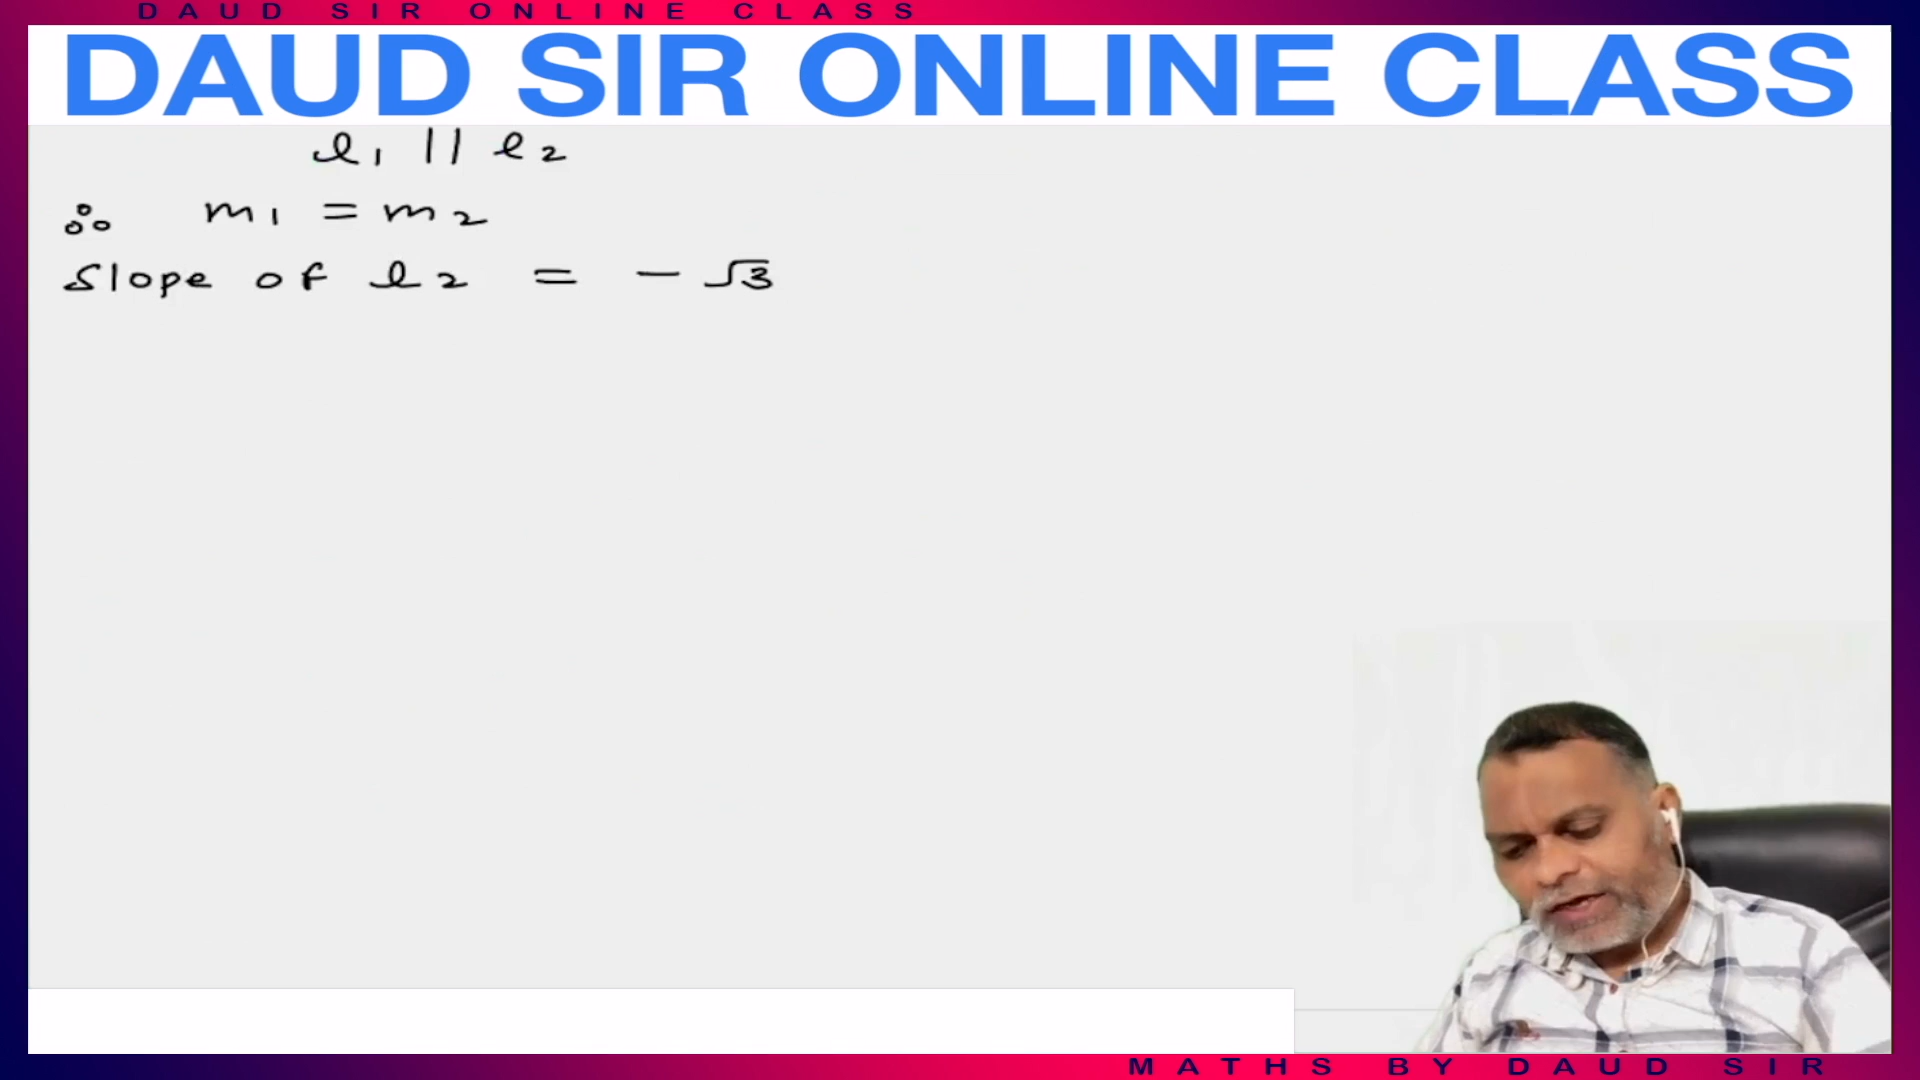 DAUD SIR ONLINE CLASS
DAUD SIR ONLINE CLASS
l₁ || l₂
∴ m₁ = m₂
Slope of l₂ = - √3
MATHS BY DAUD SIR